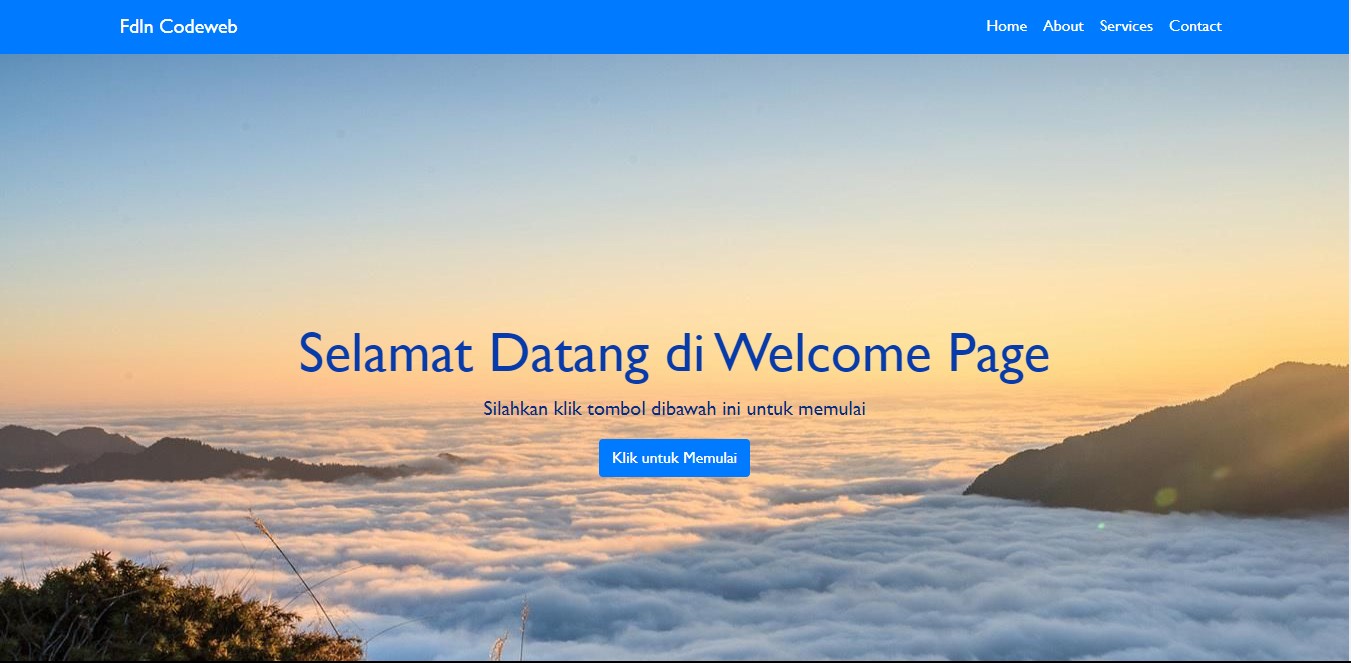 Fdln Codeweb
Home About Services Contact
Selamat Datang di Welcome Page
Silahkan klik tombol dibawah ini untuk memulai
Klik untuk Memulai